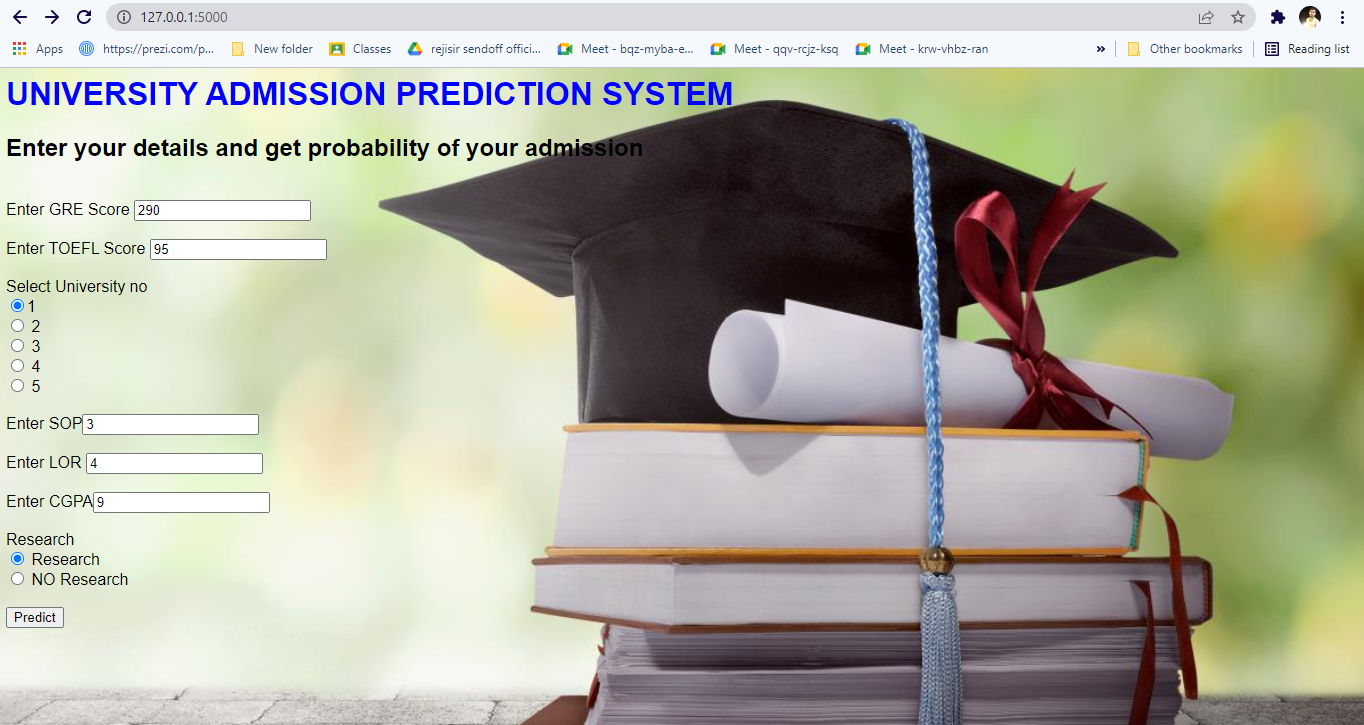 127.0.0.1:5000
Apps https://prezi.com/p... New folder Classes rejisir sendoff offici... Meet - bqz-myba-e... Meet - qqv-rcjz-ksq Meet - krw-vhbz-ran » Other bookmarks Reading list
UNIVERSITY ADMISSION PREDICTION SYSTEM
Enter your details and get probability of your admission
Enter GRE Score 290
Enter TOEFL Score 95
Select University no
1
2
3
4
5
Enter SOP 3
Enter LOR 4
Enter CGPA 9
Research
Research
NO Research
Predict